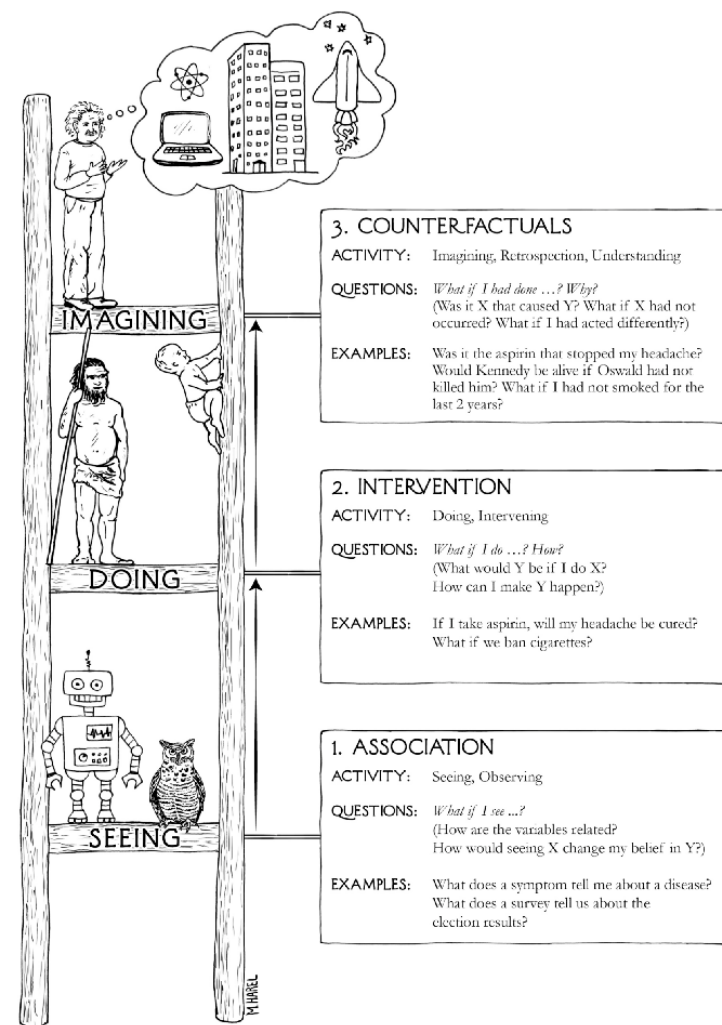 3. COUNTERFACTUALS
ACTIVITY: Imagining, Retrospection, Understanding
QUESTIONS: What if I had done …? Why?
(Was it X that caused Y? What if X had not
occurred? What if I had acted differently?)
EXAMPLES: Was it the aspirin that stopped my headache?
Would Kennedy be alive if Oswald had not
killed him? What if I had not smoked for the
last 2 years?
IMAGINING
2. INTERVENTION
ACTIVITY: Doing, Intervening
QUESTIONS: What if I do …? How?
(What would Y be if I do X?
How can I make Y happen?)
EXAMPLES: If I take aspirin, will my headache be cured?
What if we ban cigarettes?
DOING
1. ASSOCIATION
ACTIVITY: Seeing, Observing
QUESTIONS: What if I see ...?
(How are the variables related?
How would seeing X change my belief in Y?)
EXAMPLES: What does a symptom tell me about a disease?
What does a survey tell us about the
election results?
SEEING
M.HAREL